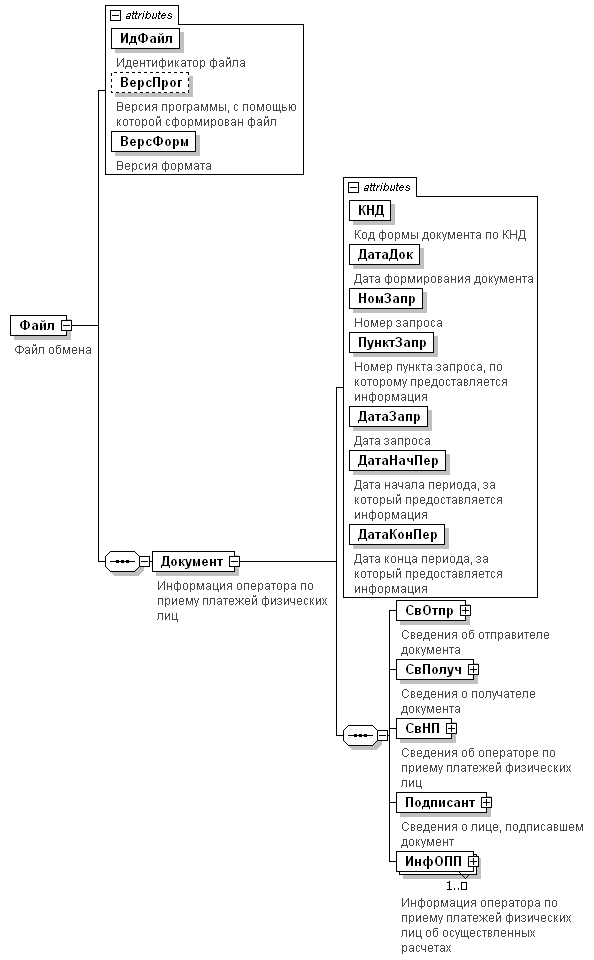 attributes
ИдФайл
Идентификатор файла
ВерсПрог
Версия программы, с помощью
которой сформирован файл
ВерсФорм
Версия формата
Файл
Файл обмена
Документ
Информация оператора по
приему платежей физических
лиц
attributes
КНД
Код формы документа по КНД
ДатаДок
Дата формирования документа
НомЗапр
Номер запроса
ПунктЗапр
Номер пункта запроса, по
которому предоставляется
информация
ДатаЗапр
Дата запроса
ДатаНачПер
Дата начала периода, за
который предоставляется
информация
ДатаКонПер
Дата конца периода, за
который предоставляется
информация
СвОтпр
Сведения об отправителе
документа
СвПолуч
Сведения о получателе
документа
СвНП
Сведения об операторе по
приему платежей физических
лиц
Подписант
Сведения о лице, подписавшем
документ
ИнфОПП
1..□
Информация оператора по
приему платежей физических
лиц об осуществленных
расчетах